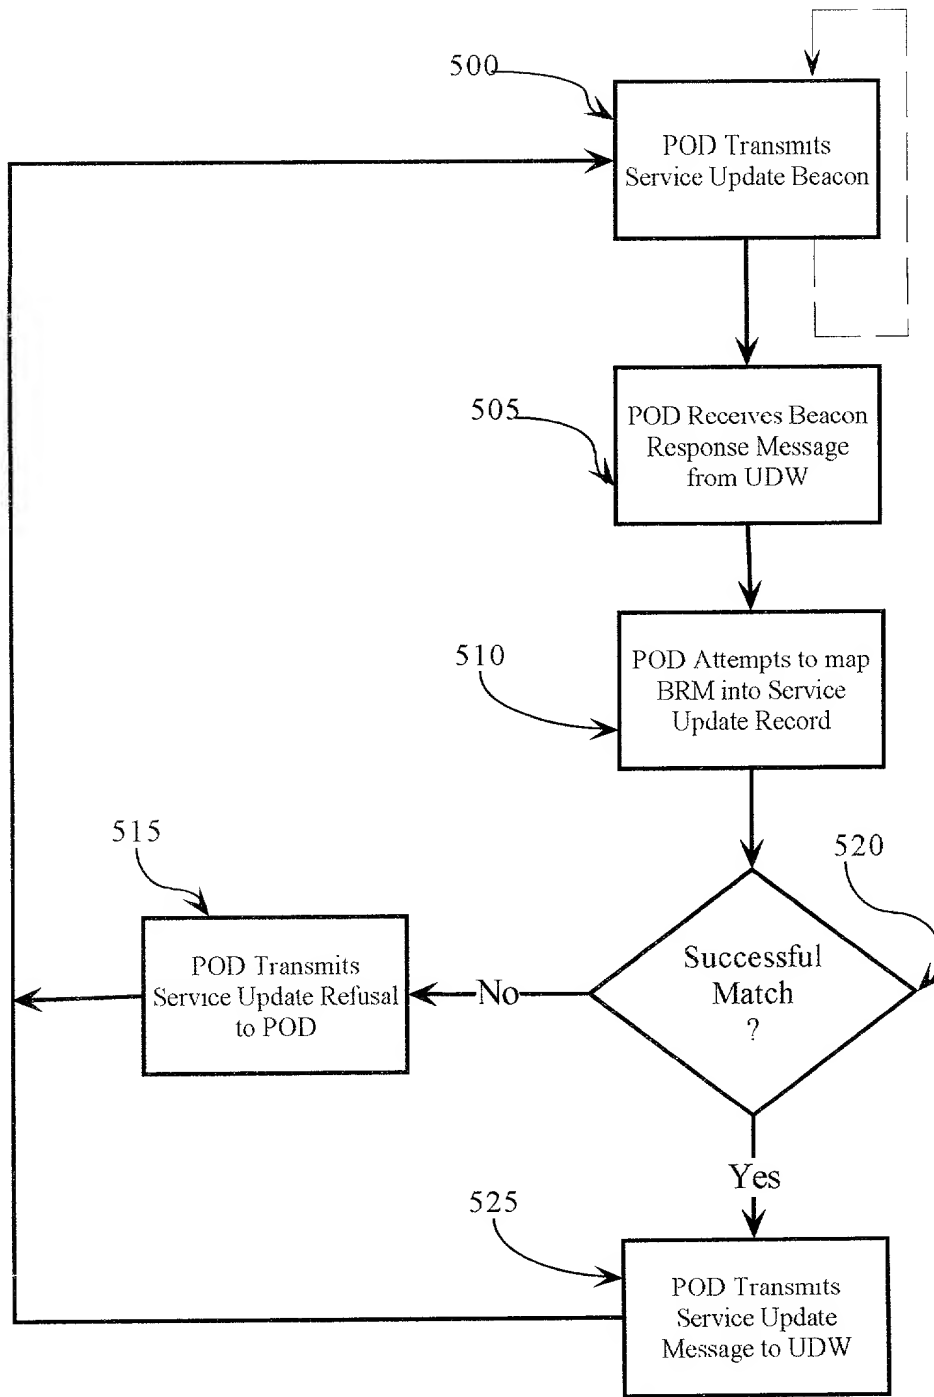 500
POD Transmits
Service Update Beacon
505
POD Receives Beacon
Response Message
from UDW
510
POD Attempts to map
BRM into Service
Update Record
515
520
Successful
Match
?
POD Transmits
Service Update Refusal
to POD
No
Yes
525
POD Transmits
Service Update
Message to UDW